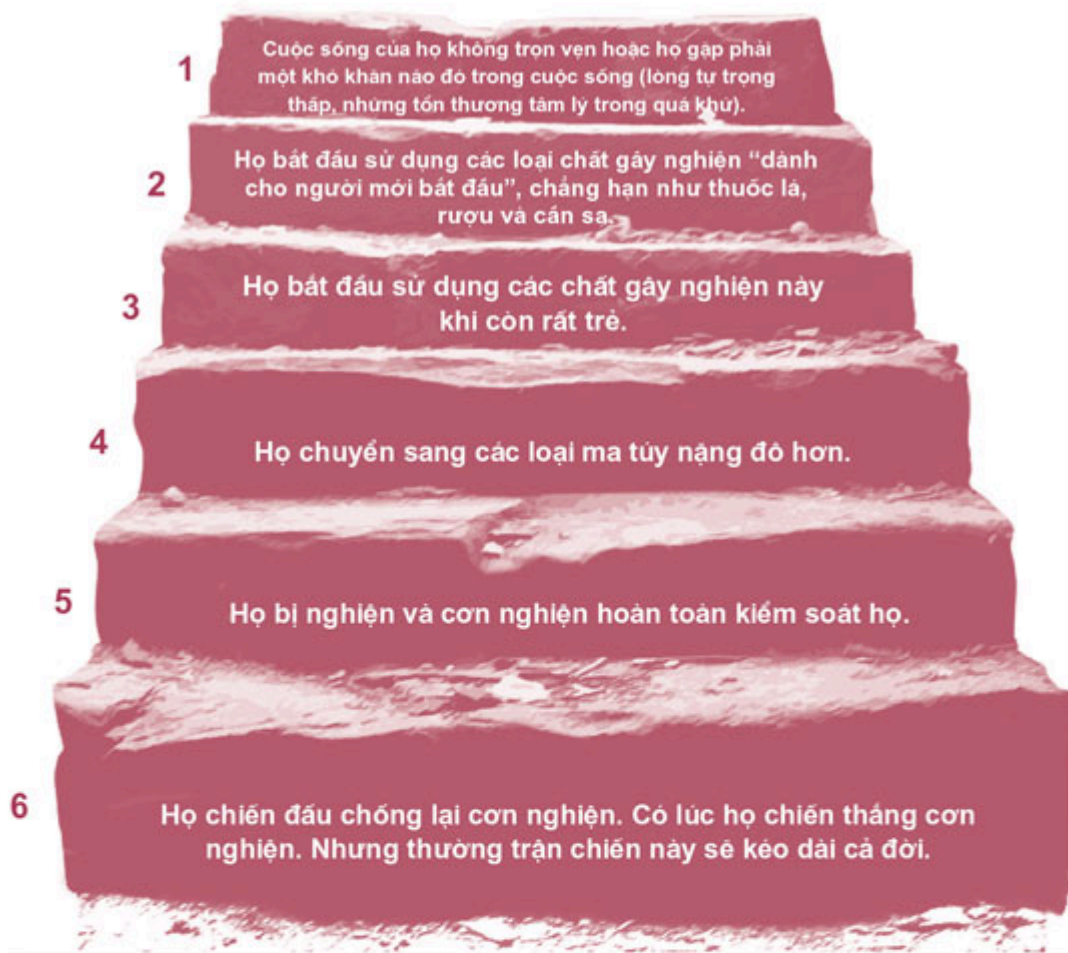 1
Cuộc sống của họ không trọn vẹn hoặc họ gặp phải
một khó khăn nào đó trong cuộc sống (lòng tự trọng
thấp, những tổn thương tâm lý trong quá khứ).
2
Họ bắt đầu sử dụng các loại chất gây nghiện “dành
cho người mới bắt đầu”, chẳng hạn như thuốc lá,
rượu và cần sa.
3
Họ bắt đầu sử dụng các chất gây nghiện này
khi còn rất trẻ.
4
Họ chuyển sang các loại ma túy nặng đô hơn.
5
Họ bị nghiện và cơn nghiện hoàn toàn kiểm soát họ.
6
Họ chiến đấu chống lại cơn nghiện. Có lúc họ chiến thắng cơn
nghiện. Nhưng thường trận chiến này sẽ kéo dài cả đời.